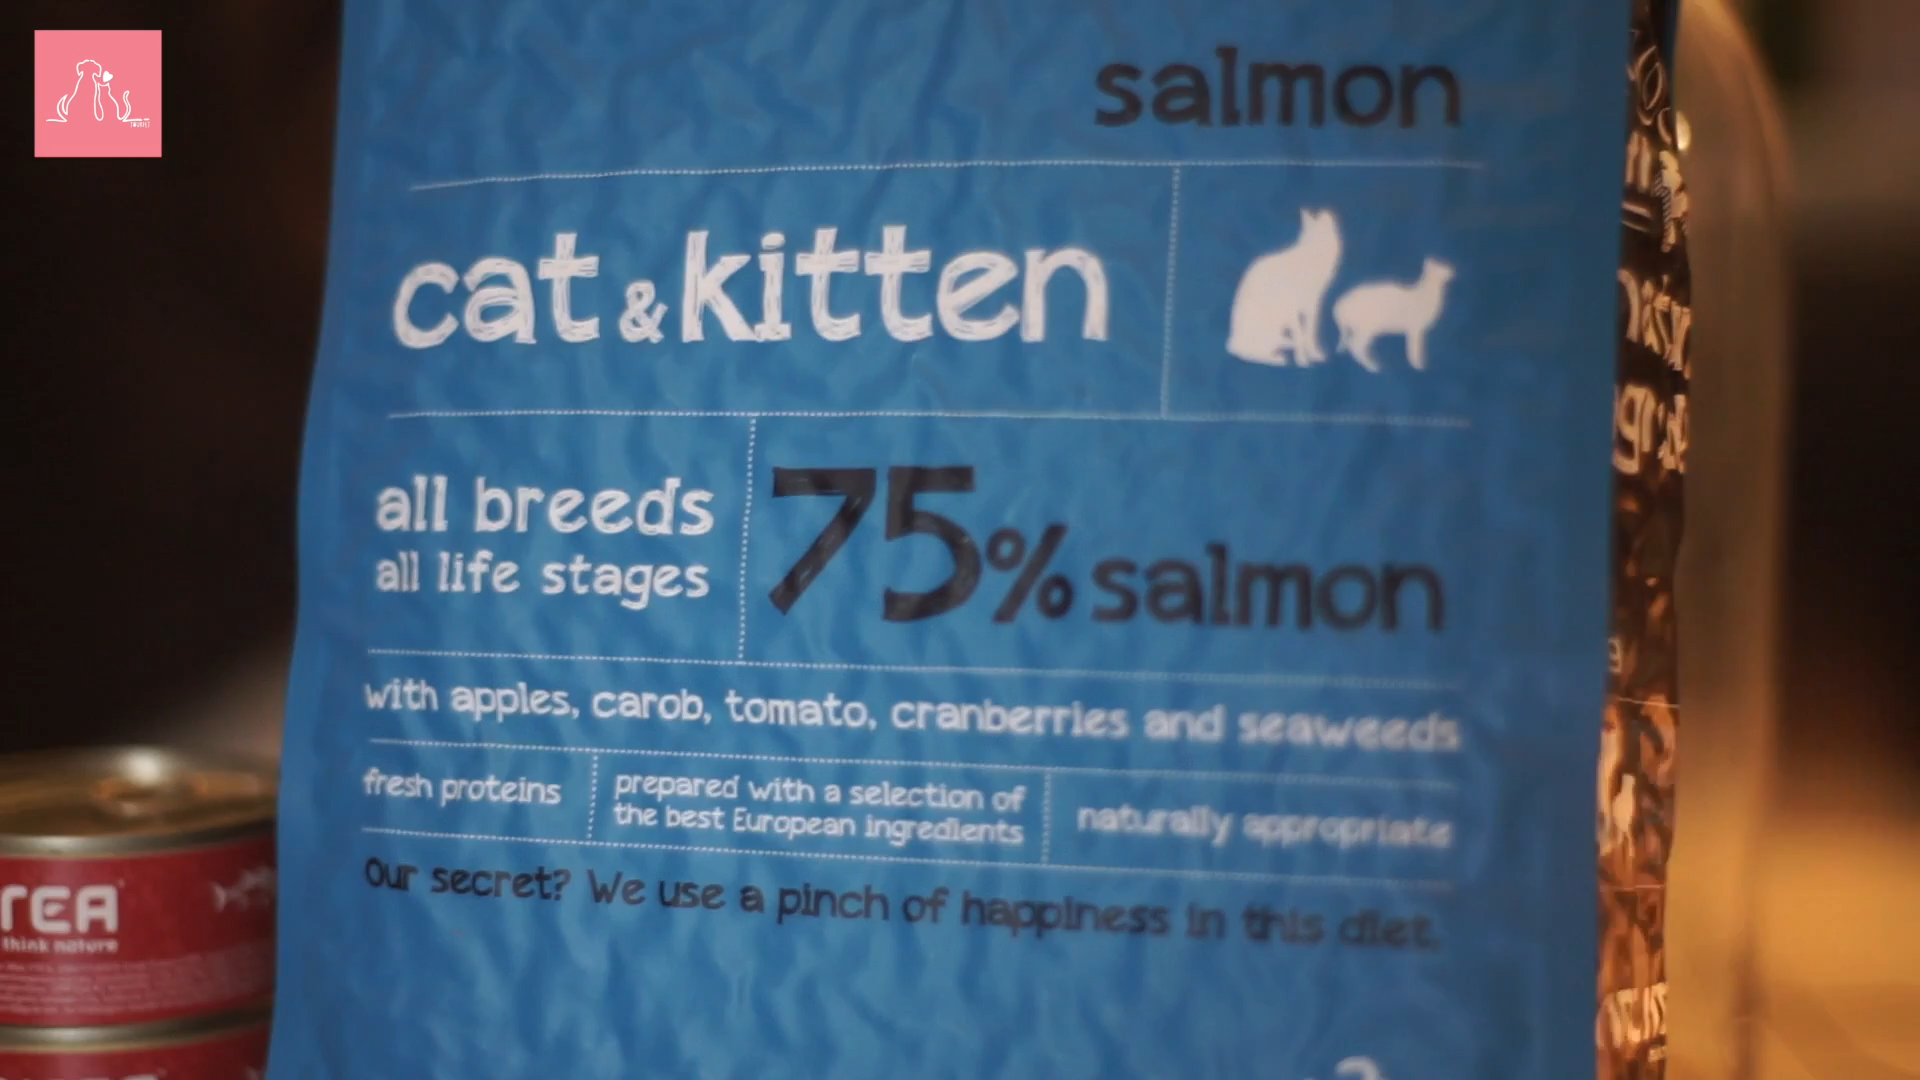 salmon
cat & kitten
all breeds
all life stages
75% salmon
with apples, carob, tomato, cranberries and seaweeds
fresh proteins
prepared with a selection of
the best European ingredients
naturally appropriate
Our secret? We use a pinch of happiness in this diet.
think nature